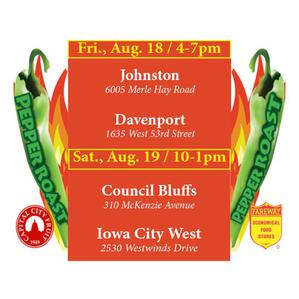 Fri., Aug. 18 / 4-7pm
Johnston
6005 Merle Hay Road
Davenport
1635 West 53rd Street
Sat., Aug. 19 / 10-1pm
Council Bluffs
310 McKenzie Avenue
Iowa City West
2530 Westwinds Drive
PEPPER ROAST
PEPPER ROAST
CAPITAL CITY FRUIT
1949
FAREWAY
ECONOMICAL
FOOD
STORES